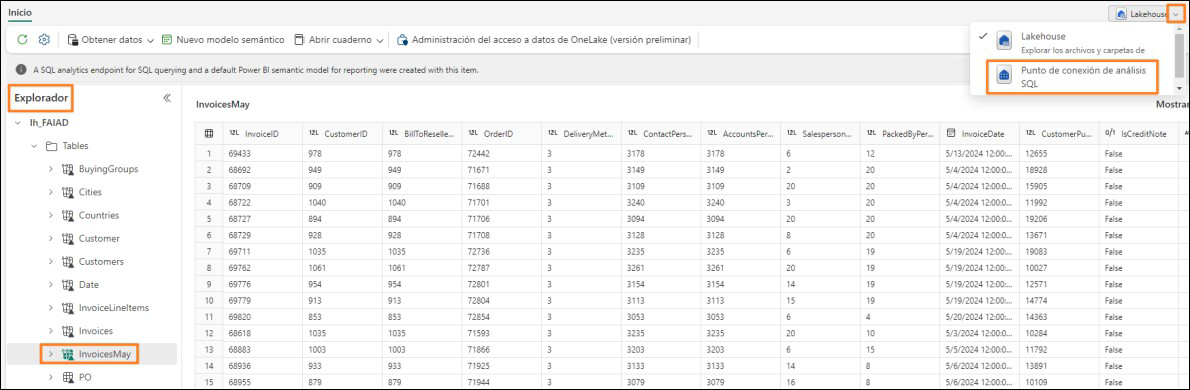 Inicio
Lakehouse
Obtener datos
Nuevo modelo semántico
Abrir cuaderno
Administración del acceso a datos de OneLake (versión preliminar)
Lakehouse
Explorar los archivos y carpetas de
Punto de conexión de análisis
SQL
A SQL analytics endpoint for SQL querying and a default Power BI semantic model for reporting were created with this item.
Explorador
lh_FAIAD
Tables
BuyingGroups
Cities
Countries
Customer
Customers
Date
InvoiceLineItems
Invoices
InvoicesMay
PO
InvoicesMay
Mostrar
12L InvoiceID 12L CustomerID 12L BillToReselle... 12L OrderID 12L DeliveryMet... 12L ContactPers... 12L AccountsPer... 12L Salesperson... 12L PackedByPer... InvoiceDate 12L CustomerPu... 0/1 IsCreditNote
1 69433 978 978 72442 3 3178 3178 6 12 5/13/2024 12:00:... 12655 False
2 68692 949 949 71671 3 3149 3149 2 20 5/4/2024 12:00:0... 18928 False
3 68709 909 909 71688 3 3109 3109 20 20 5/4/2024 12:00:0... 15905 False
4 68722 1040 1040 71701 3 3240 3240 3 20 5/4/2024 12:00:0... 11992 False
5 68727 894 894 71706 3 3094 3094 20 20 5/4/2024 12:00:0... 19206 False
6 68729 928 928 71708 3 3128 3128 8 20 5/4/2024 12:00:0... 13671 False
7 69711 1035 1035 72736 3 3235 3235 6 19 5/19/2024 12:00:... 19083 False
8 69762 1061 1061 72787 3 3261 3261 20 19 5/19/2024 12:00:... 10027 False
9 69776 954 954 72801 3 3154 3154 14 19 5/19/2024 12:00:... 12571 False
10 69779 913 913 72804 3 3113 3113 15 19 5/19/2024 12:00:... 14774 False
11 69820 853 853 72854 3 3053 3053 6 4 5/20/2024 12:00:... 14363 False
12 68618 1035 1035 71593 3 3235 3235 20 10 5/3/2024 12:00:0... 10284 False
13 68883 1003 1003 71866 3 3203 3203 6 15 5/5/2024 12:00:0... 11792 False
14 68936 933 933 71925 3 3133 3133 14 8 5/6/2024 12:00:0... 13891 False
15 68955 879 879 71944 3 3079 3079 16 8 5/6/2024 12:00:0... 10109 False